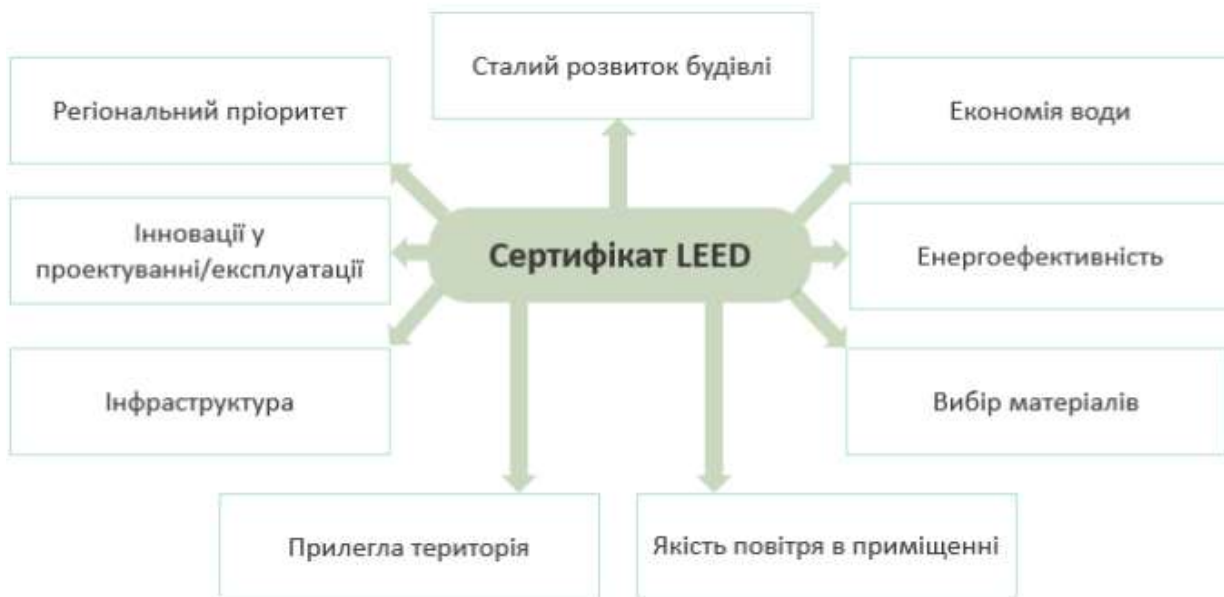 Сталий розвиток будівлі
Регіональний пріоритет
Економія води
Інновації у
проектуванні/експлуатації
Сертифікат LEED
Енергоефективність
Інфраструктура
Вибір матеріалів
Прилегла територія
Якість повітря в приміщенні